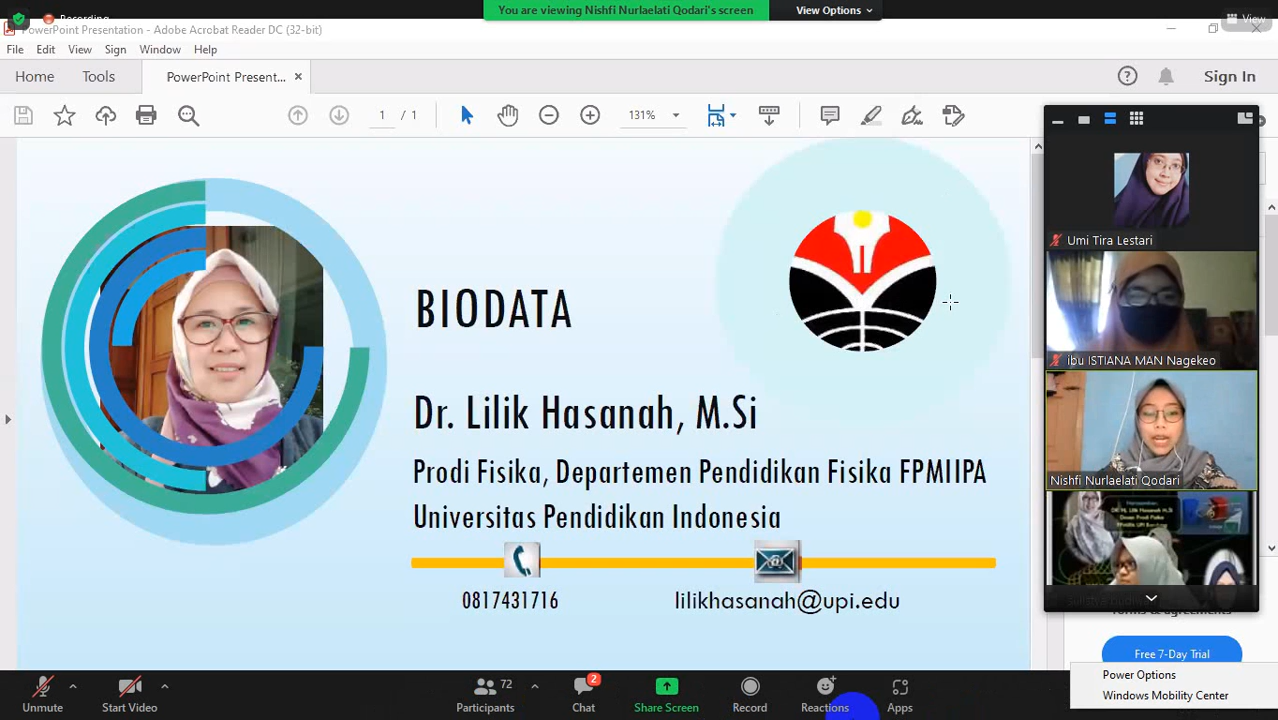 Recording
You are viewing Nishfi Nurlaelati Qodari's screen
View Options
View
PowerPoint Presentation - Adobe Acrobat Reader DC (32-bit)
File Edit View Sign Window Help
Home Tools PowerPoint Present... Sign In
1 / 1 131%
BIODATA
Dr. Lilik Hasanah, M.Si
Prodi Fisika, Departemen Pendidikan Fisika FPMIIPA
Universitas Pendidikan Indonesia
0817431716 lilikhasanah@upi.edu
Umi Tira Lestari
ibu ISTIANA MAN Nagekeo
Nishfi Nurlaelati Qodari
Terms & agreements
Free 7-Day Trial
Power Options
Windows Mobility Center
Unmute Start Video 72 Participants 2 Chat Share Screen Record Reactions Apps